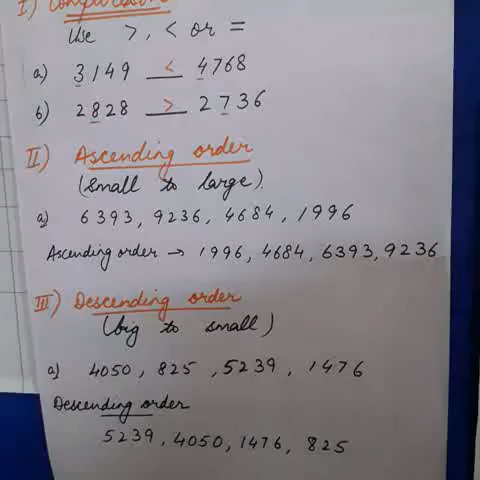 I) Comparison
Use >, < or =
a) 3149 < 4768
b) 2828 > 2736
II) Ascending order
(small to large).
a) 6393, 9236, 4684, 1996
Ascending order → 1996, 4684, 6393, 9236
III) Descending order
(big to small)
a) 4050, 825, 5239, 1476
Descending order
5239, 4050, 1476, 825